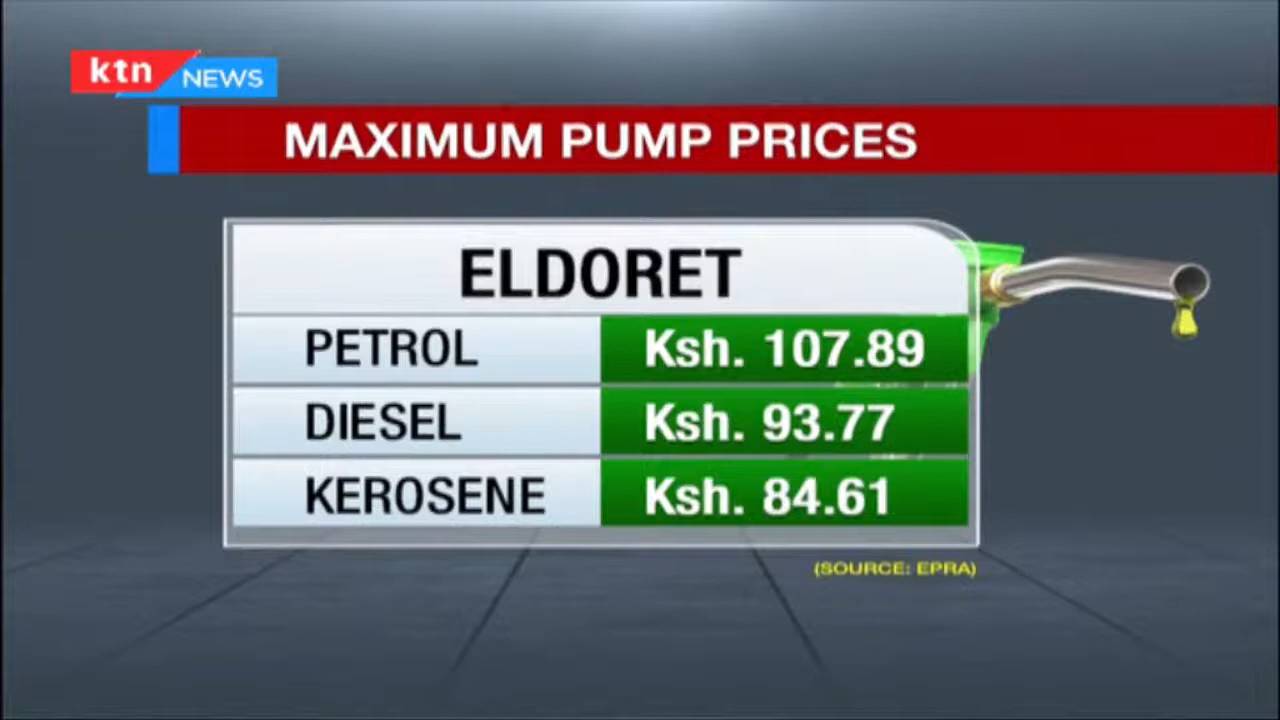 ktn NEWS
MAXIMUM PUMP PRICES
ELDORET
PETROL Ksh. 107.89
DIESEL Ksh. 93.77
KEROSENE Ksh. 84.61
(SOURCE: EPRA)